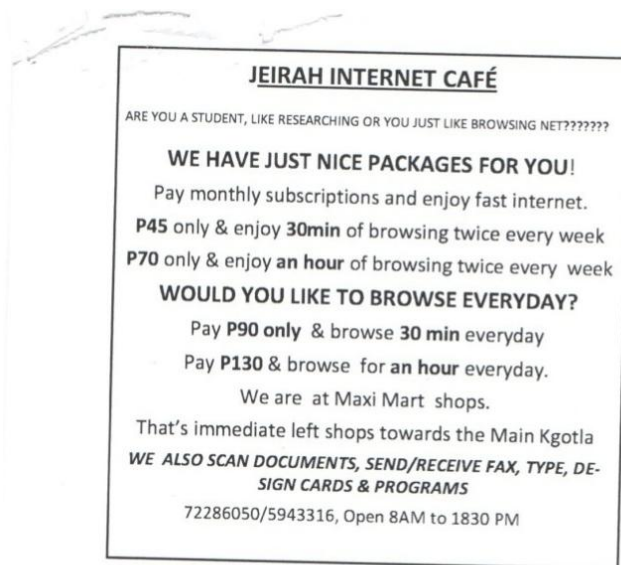 JEIRAH INTERNET CAFÉ
ARE YOU A STUDENT, LIKE RESEARCHING OR YOU JUST LIKE BROWSING NET???????
WE HAVE JUST NICE PACKAGES FOR YOU!
Pay monthly subscriptions and enjoy fast internet.
P45 only & enjoy 30min of browsing twice every week
P70 only & enjoy an hour of browsing twice every week
WOULD YOU LIKE TO BROWSE EVERYDAY?
Pay P90 only & browse 30 min everyday
Pay P130 & browse for an hour everyday.
We are at Maxi Mart shops.
That's immediate left shops towards the Main Kgotla
WE ALSO SCAN DOCUMENTS, SEND/RECEIVE FAX, TYPE, DE-
SIGN CARDS & PROGRAMS
72286050/5943316, Open 8AM to 1830 PM